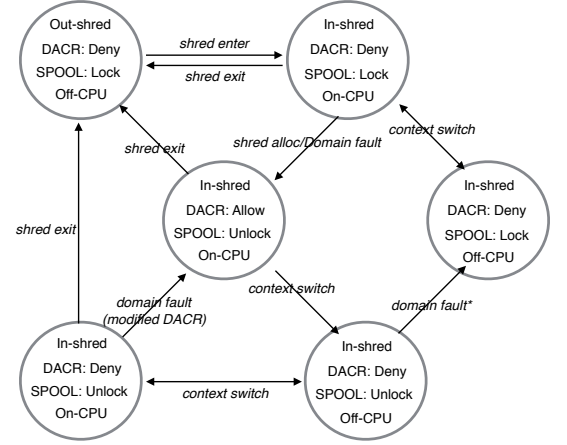 Out-shred
DACR: Deny
SPOOL: Lock
Off-CPU
shred enter
shred exit
In-shred
DACR: Deny
SPOOL: Lock
On-CPU
shred exit
shred alloc/Domain fault
context switch
In-shred
DACR: Allow
SPOOL: Unlock
On-CPU
In-shred
DACR: Deny
SPOOL: Lock
Off-CPU
shred exit
domain fault
(modified DACR)
context switch
domain fault*
In-shred
DACR: Deny
SPOOL: Unlock
On-CPU
context switch
In-shred
DACR: Deny
SPOOL: Unlock
Off-CPU